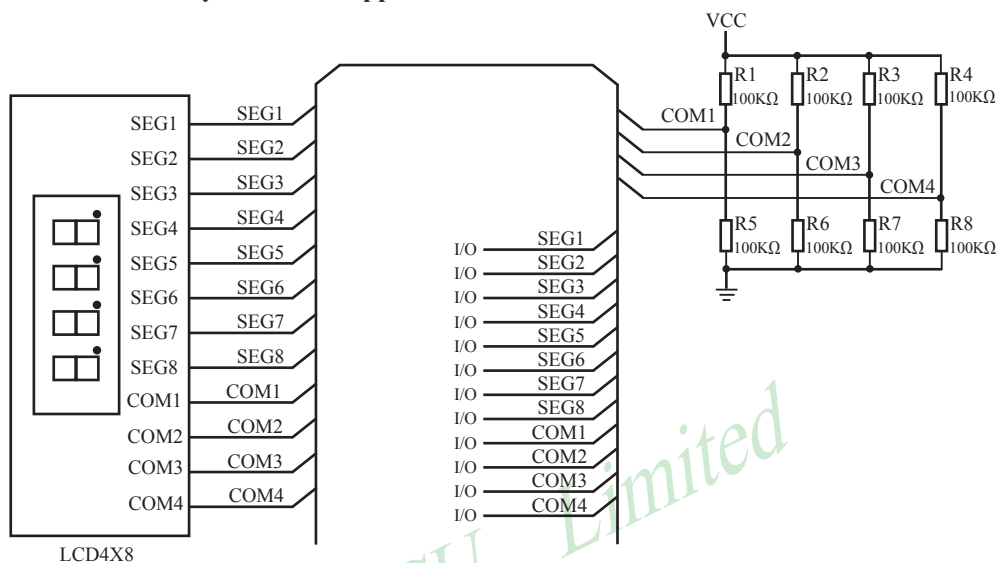 VCC
R1
100KΩ
R2
100KΩ
R3
100KΩ
R4
100KΩ
COM1
COM2
COM3
COM4
R5
100KΩ
R6
100KΩ
R7
100KΩ
R8
100KΩ
SEG1 SEG1
SEG2 SEG2
SEG3 SEG3
SEG4 SEG4
SEG5 SEG5
SEG6 SEG6
SEG7 SEG7
SEG8 SEG8
COM1 COM1
COM2 COM2
COM3 COM3
COM4 COM4
LCD4X8
I/O SEG1
I/O SEG2
I/O SEG3
I/O SEG4
I/O SEG5
I/O SEG6
I/O SEG7
I/O SEG8
I/O COM1
I/O COM2
I/O COM3
I/O COM4
Limited